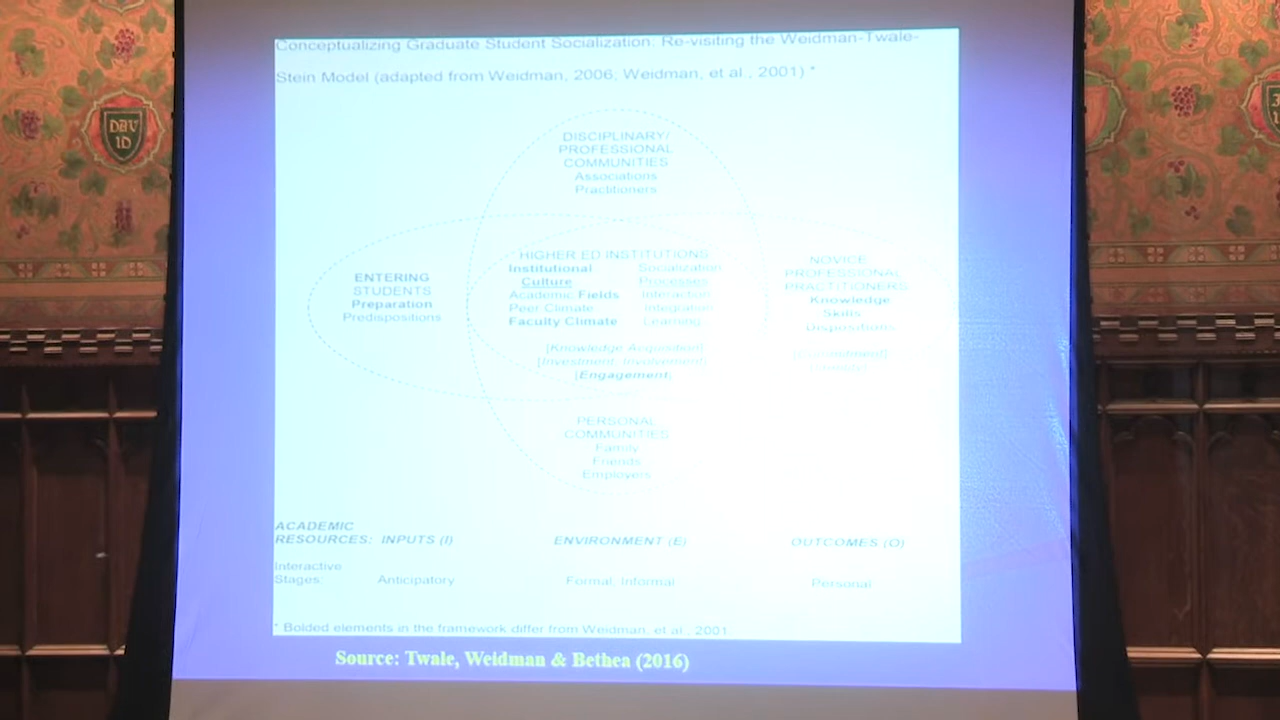 Conceptualizing Graduate Student Socialization: Re-visiting the Weidman-Twale-
Stein Model (adapted from Weidman, 2006; Weidman, et al., 2001) *
DISCIPLINARY/
PROFESSIONAL
COMMUNITIES
Associations
Practitioners
ENTERING
STUDENTS
Preparation
Predispositions
HIGHER ED INSTITUTIONS
Institutional Socialization
Culture Processes
Academic Fields Interaction
Peer Climate Integration
Faculty Climate Learning
[Knowledge Acquisition]
[Investment, Involvement]
[Engagement]
NOVICE
PROFESSIONAL
PRACTITIONERS
Knowledge
Skills
Dispositions
[Commitment]
PERSONAL
COMMUNITIES
Family
Friends
Employers
ACADEMIC
RESOURCES: INPUTS (I) ENVIRONMENT (E) OUTCOMES (O)
Interactive
Stages: Anticipatory Formal, Informal Personal
* Bolded elements in the framework differ from Weidman, et al., 2001
Source: Twale, Weidman & Bethea (2016)
DAV
ID